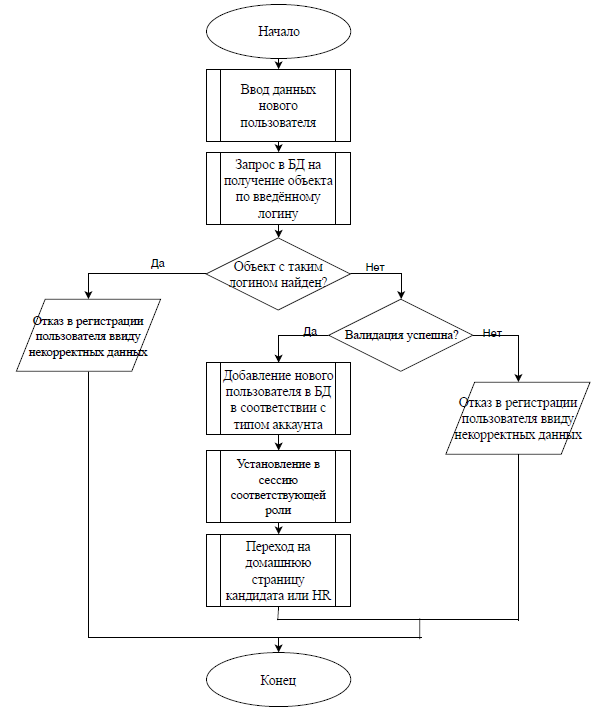 Начало
Ввод данных
нового
пользователя
Запрос в БД на
получение объекта
по введённому
логину
Объект с таким
логином найден?
Да
Нет
Отказ в регистрации
пользователя ввиду
некорректных данных
Валидация успешна?
Да
Нет
Добавление нового
пользователя в БД
в соответствии с
типом аккаунта
Отказ в регистрации
пользователя ввиду
некорректных данных
Установление в
сессию
соответствующей
роли
Переход на
домашнюю
страницу
кандидата или HR
Конец